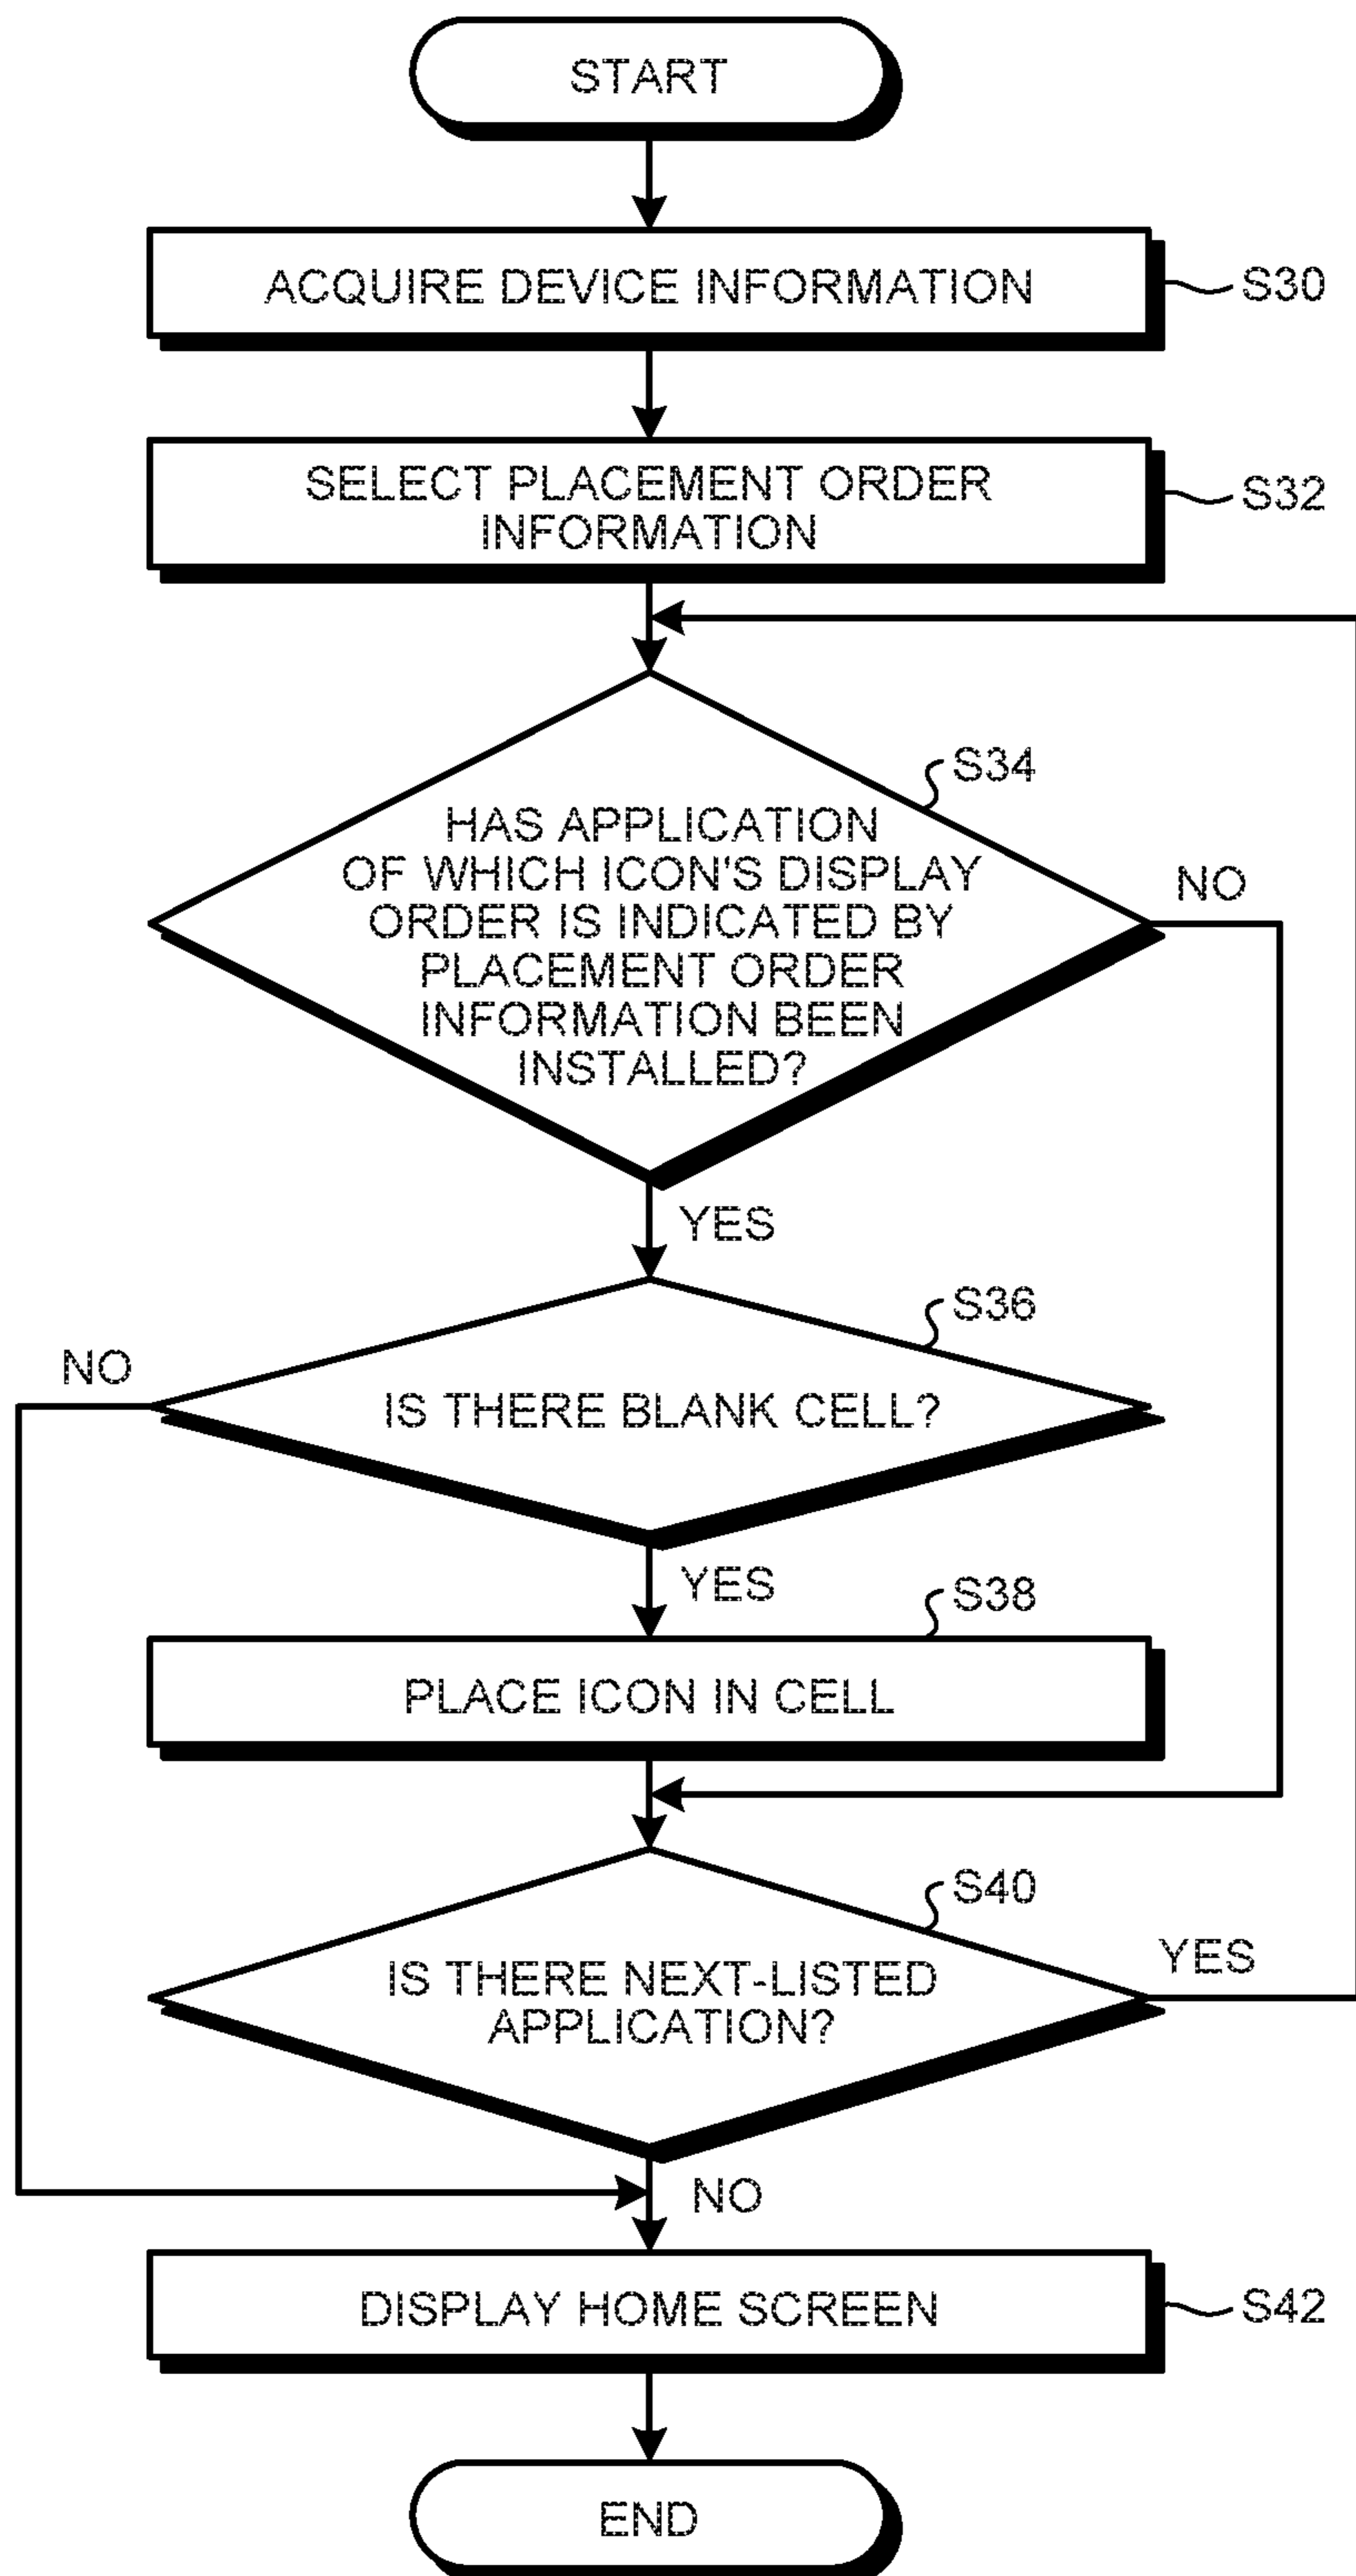 START
ACQUIRE DEVICE INFORMATION
S30
SELECT PLACEMENT ORDER
INFORMATION
S32
S34
HAS APPLICATION
OF WHICH ICON'S DISPLAY
ORDER IS INDICATED BY
PLACEMENT ORDER
INFORMATION BEEN
INSTALLED?
NO
YES
S36
NO
IS THERE BLANK CELL?
YES
S38
PLACE ICON IN CELL
S40
IS THERE NEXT-LISTED
APPLICATION?
YES
NO
DISPLAY HOME SCREEN
S42
END